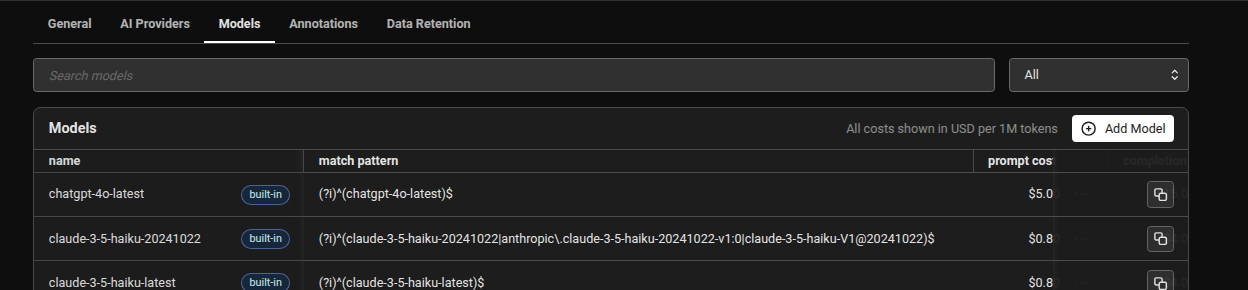 General AI Providers Models Annotations Data Retention
Search models All
Models All costs shown in USD per 1M tokens Add Model
name match pattern prompt cos completion
chatgpt-4o-latest built-in (?i)^(chatgpt-4o-latest)$ $5.0
claude-3-5-haiku-20241022 built-in (?i)^(claude-3-5-haiku-20241022|anthropic\.claude-3-5-haiku-20241022-v1:0|claude-3-5-haiku-V1@20241022)$ $0.8
claude-3-5-haiku-latest built-in (?i)^(claude-3-5-haiku-latest)$ $0.8